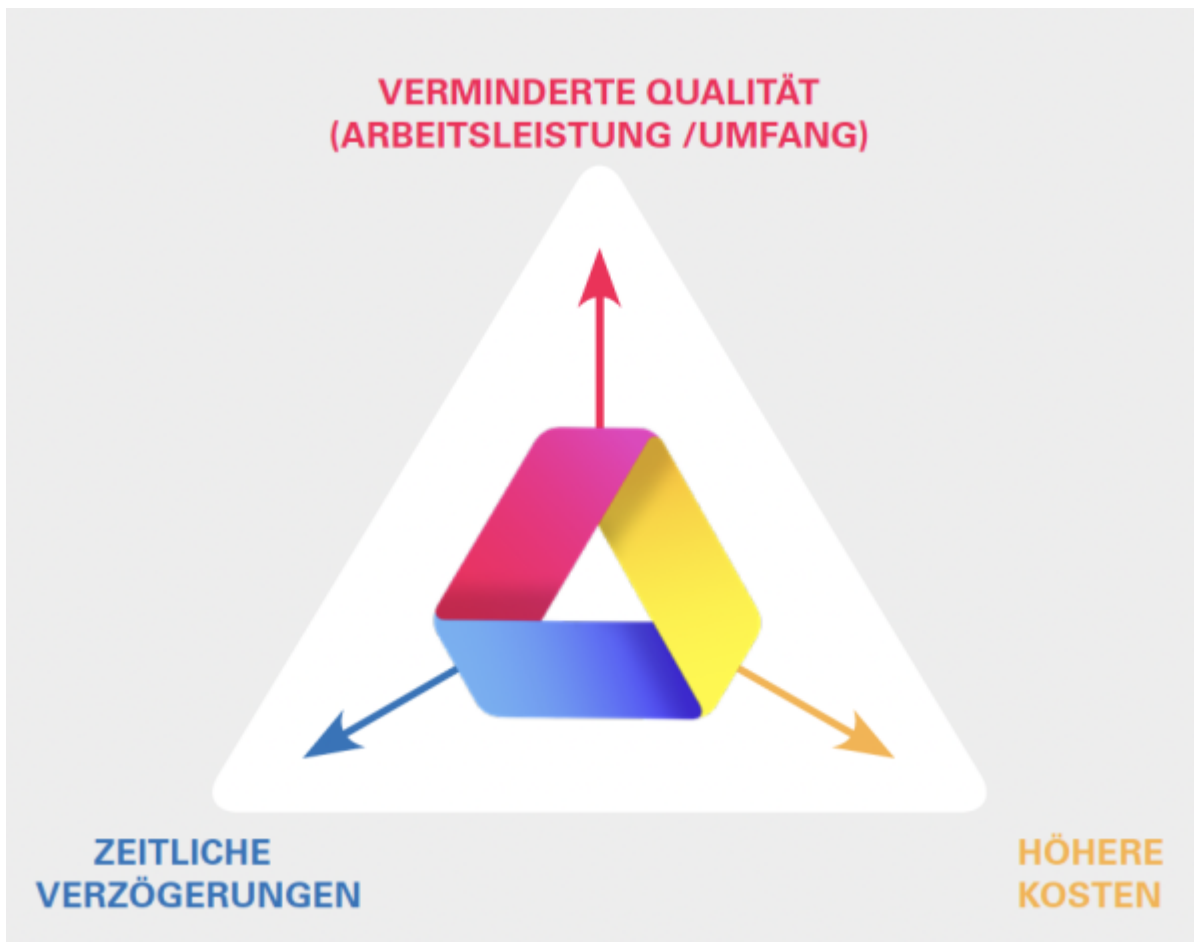 VERMINDERTE QUALITÄT
(ARBEITSLEISTUNG /UMFANG)
ZEITLICHE
VERZÖGERUNGEN
HÖHERE
KOSTEN